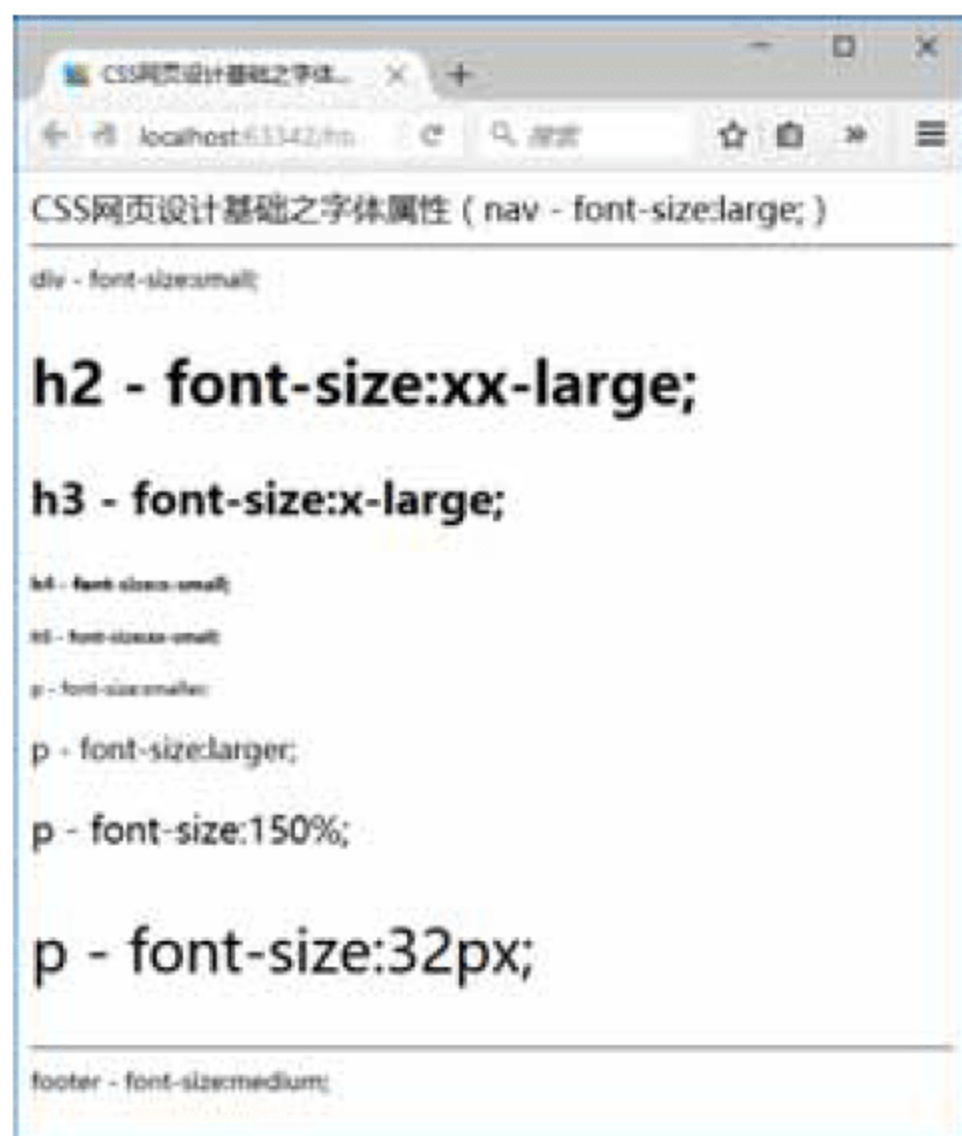 CSS网页设计基础之字体...
localhost:63342/
搜索
CSS网页设计基础之字体属性 ( nav - font-size:large; )
div - font-size:small;
h2 - font-size:xx-large;
h3 - font-size:x-large;
h4 - font-size:x-small;
h5 - font-size:xx-small;
p - font-size:smaller;
p - font-size:larger;
p - font-size:150%;
p - font-size:32px;
footer - font-size:medium;